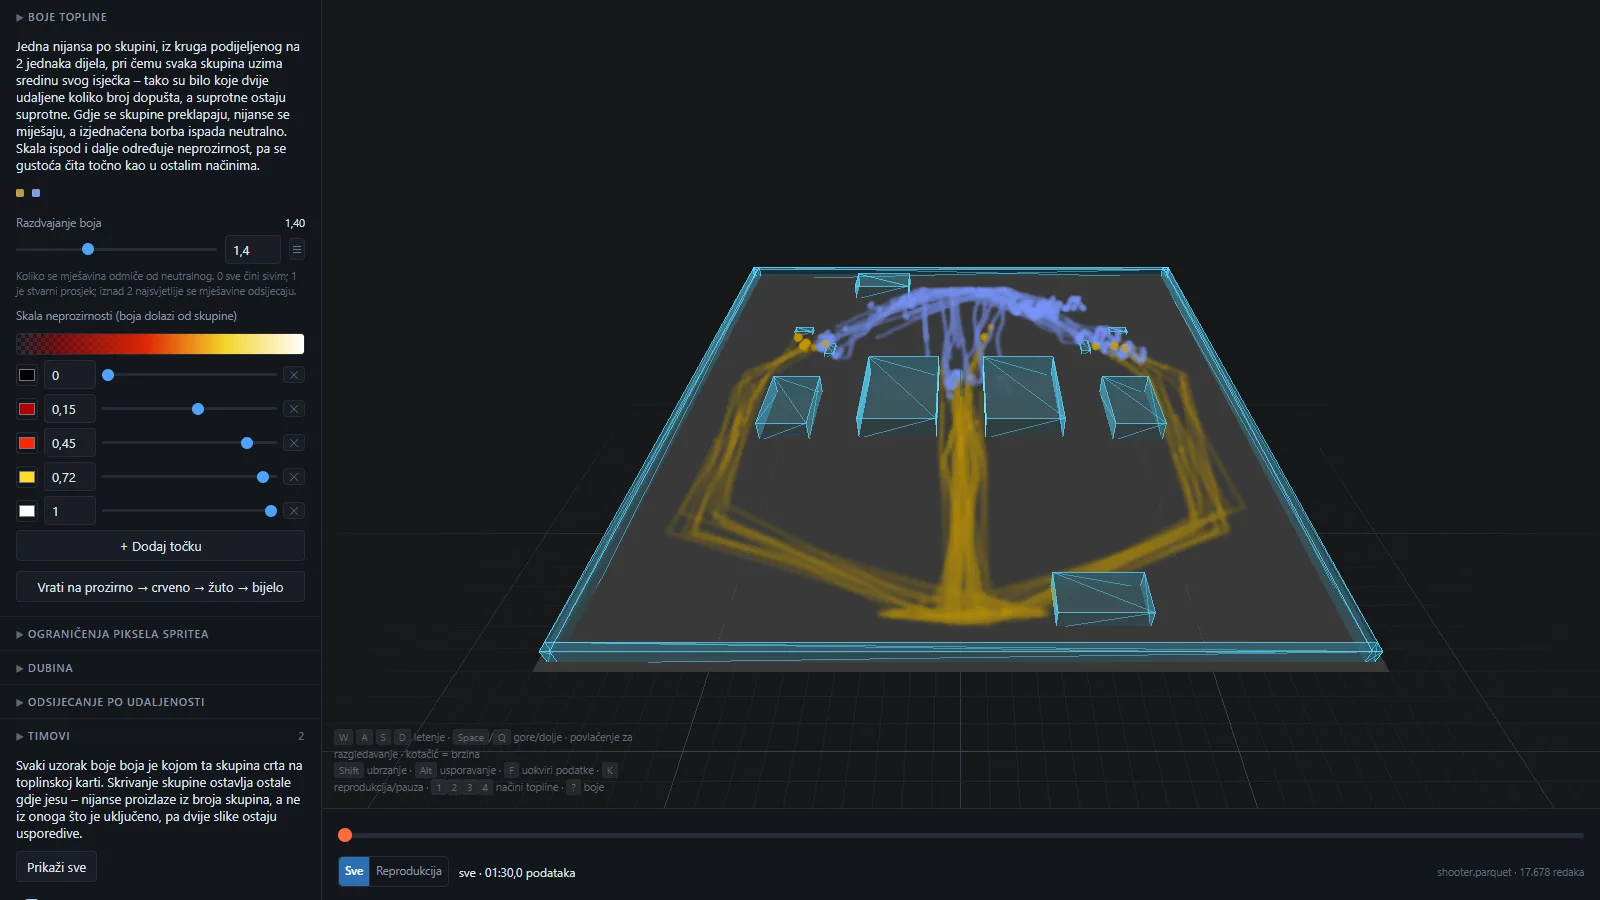 BOJE TOPLINE
Jedna nijansa po skupini, iz kruga podijeljenog na
2 jednaka dijela, pri čemu svaka skupina uzima
sredinu svog isječka – tako su bilo koje dvije
udaljene koliko broj dopušta, a suprotne ostaju
suprotne. Gdje se skupine preklapaju, nijanse se
miješaju, a izjednačena borba ispada neutralno.
Skala ispod i dalje određuje neprozirnost, pa se
gustoća čita točno kao u ostalim načinima.
Razdvajanje boja 1,40
1,4
Koliko se mješavina odmiče od neutralnog. 0 sve čini sivim; 1
je stvarni prosjek; iznad 2 najsvjetlije se mješavine odsijecaju.
Skala neprozirnosti (boja dolazi od skupine)
0
0,15
0,45
0,72
1
+ Dodaj točku
Vrati na prozirno → crveno → žuto → bijelo
OGRANIČENJA PIKSELA SPRITEA
DUBINA
ODSIJECANJE PO UDALJENOSTI
TIMOVI 2
Svaki uzorak boje boja je kojom ta skupina crta na
toplinskoj karti. Skrivanje skupine ostavlja ostale
gdje jesu – nijanse proizlaze iz broja skupina, a ne
iz onoga što je uključeno, pa dvije slike ostaju
usporedive.
Prikaži sve
W A S D letenje · Space / Q gore/dolje · povlačenje za
razgledavanje · kotačić = brzina
Shift ubrzanje · Alt usporavanje · F uokviri podatke · K
reprodukcija/pauza · 1 2 3 4 načini topline · ? boje
Sve Reprodukcija sve · 01:30,0 podataka
shooter.parquet · 17.678 redaka